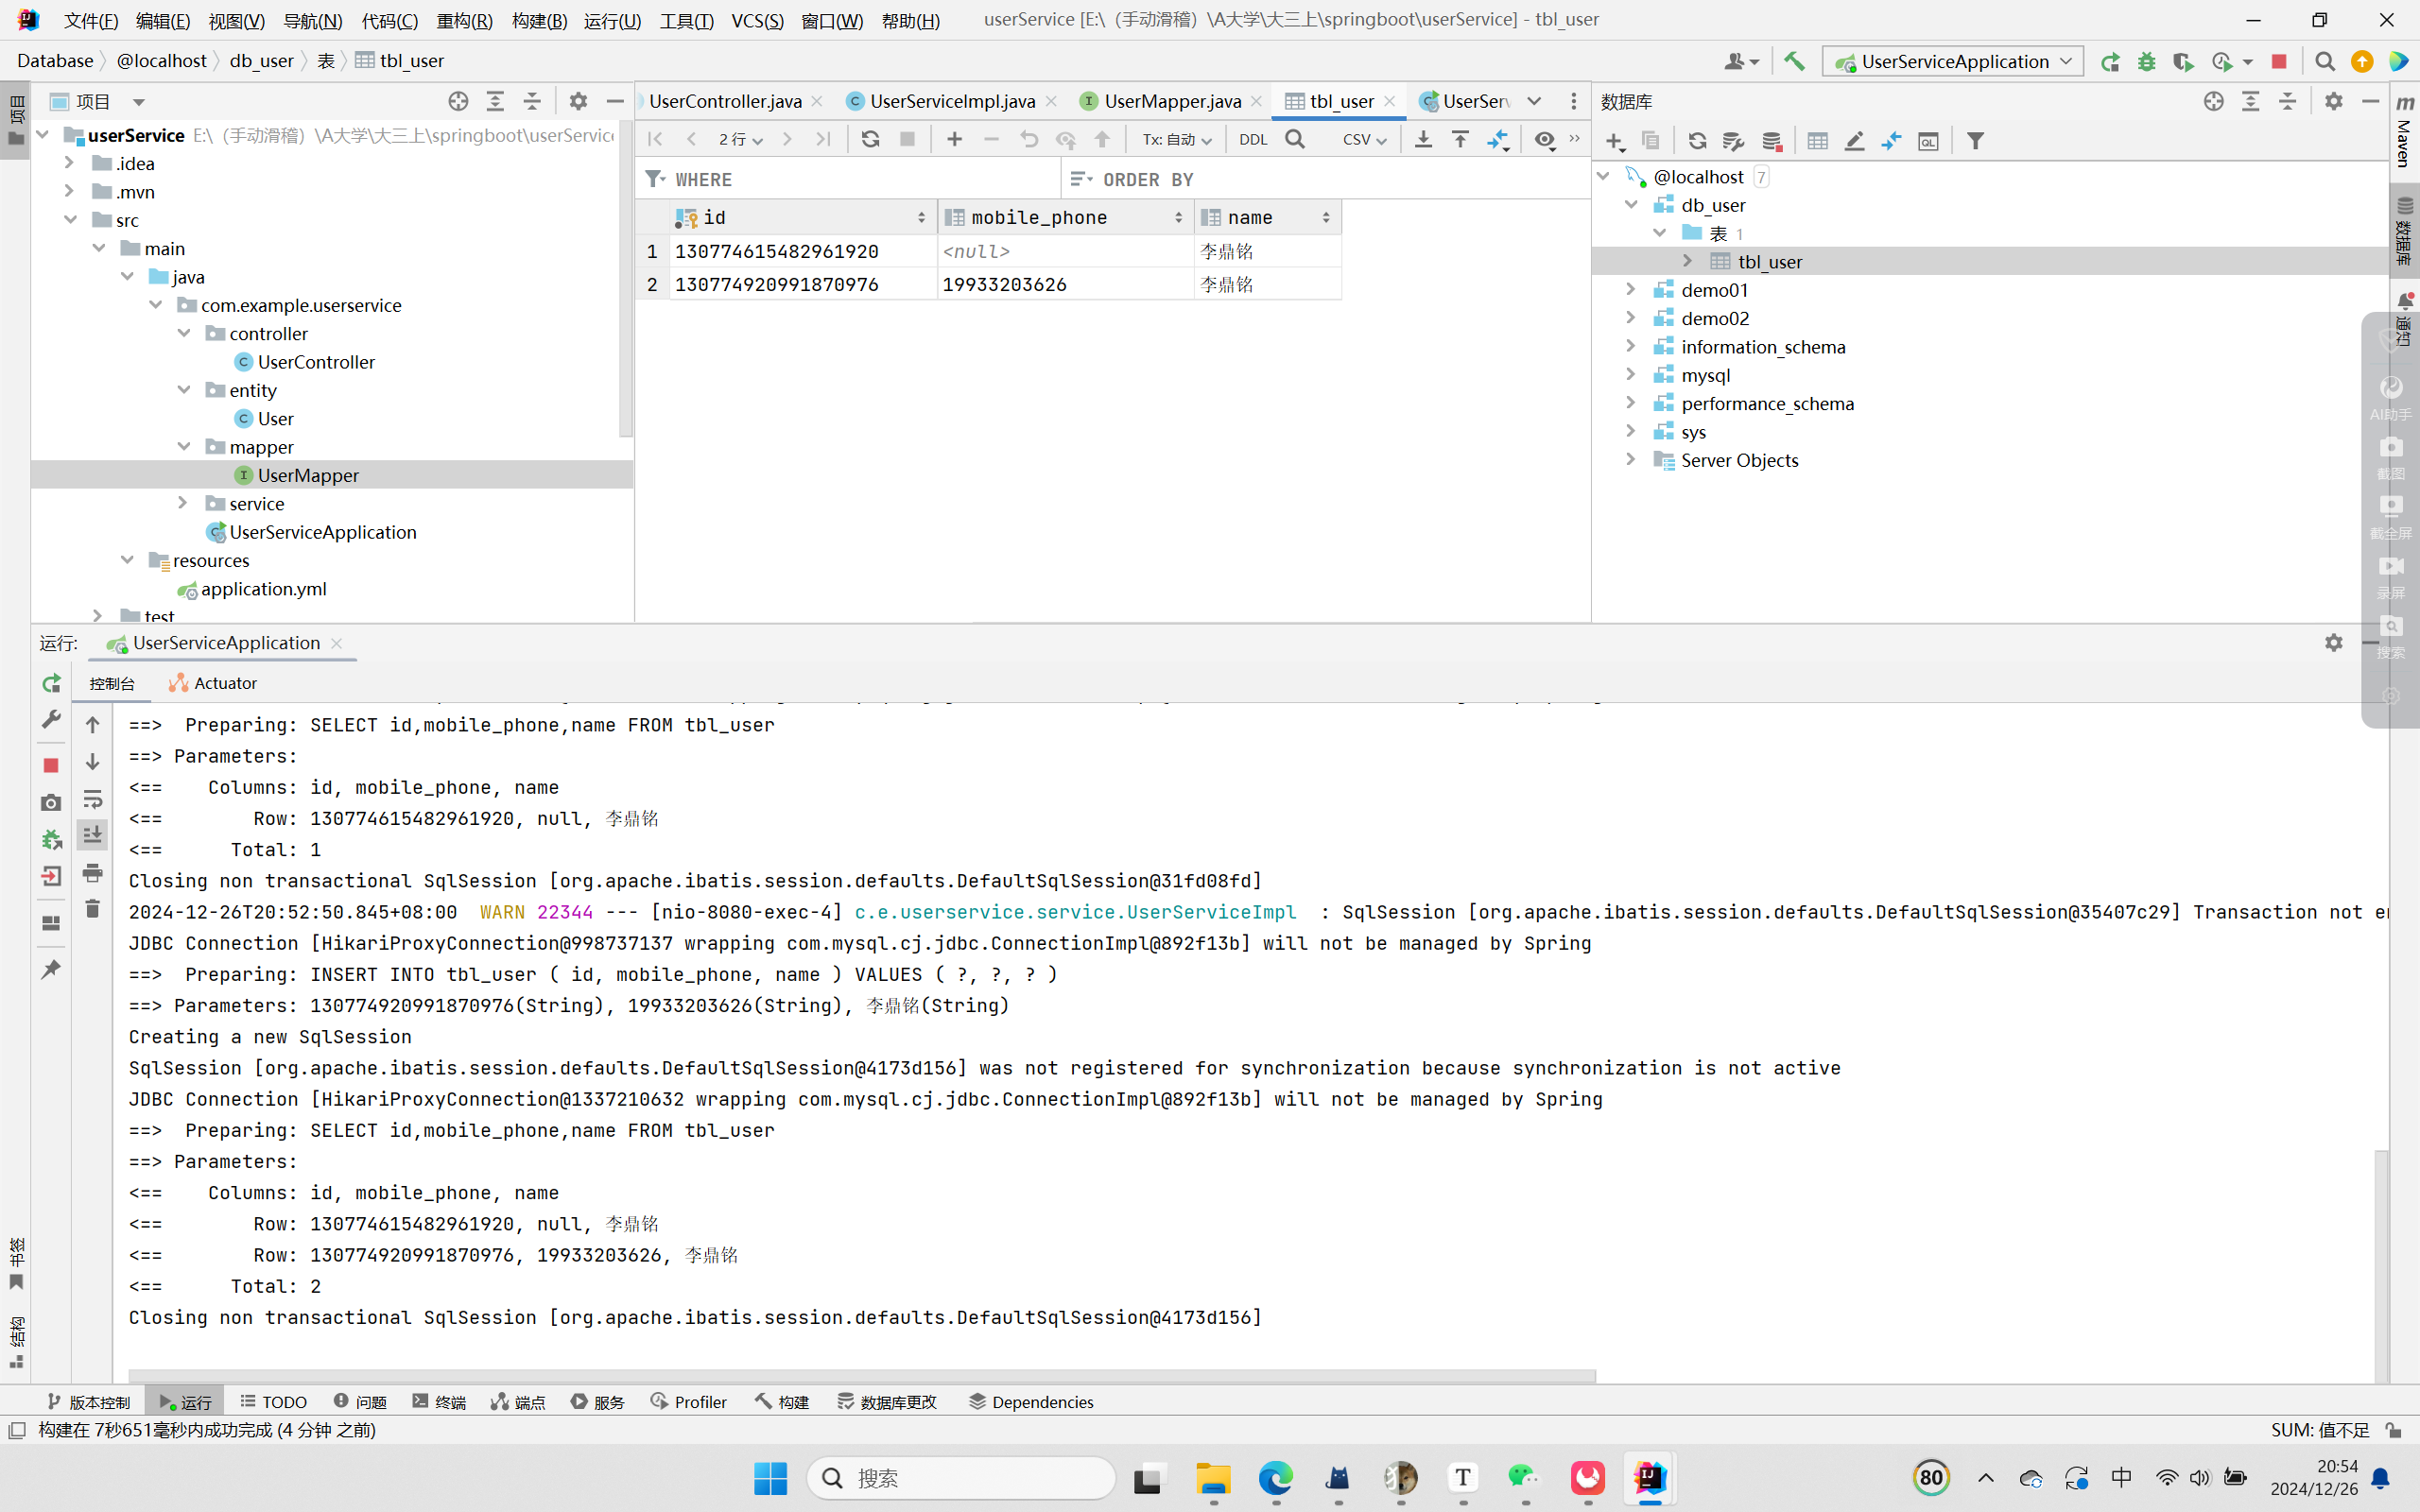 文件(F) 编辑(E) 视图(V) 导航(N) 代码(C) 重构(R) 构建(B) 运行(U) 工具(T) VCS(S) 窗口(W) 帮助(H) userService [E:\（手动滑稽）\A大学\大三上\springboot\userService] - tbl_user
Database db_user @localhost 表 tbl_user
UserServiceApplication
项目
userService E:\（手动滑稽）\A大学\大三上\springboot\userServic
.idea
.mvn
src
main
java
com.example.userservice
controller
UserController
entity
User
mapper
UserMapper
service
UserServiceApplication
resources
application.yml
test
UserController.java UserServiceImpl.java UserMapper.java tbl_user UserSer
2 行 Tx: 自动 DDL CSV
WHERE ORDER BY
id mobile_phone name
1 130774615482961920 <null> 李鼎铭
2 130774920991870976 19933203626 李鼎铭
数据库
@localhost 7
db_user
表 1
tbl_user
demo01
demo02
information_schema
mysql
performance_schema
sys
Server Objects
项目
m
Maven
数据库
通知
AI助手
截图
截全屏
录屏
搜索
运行: UserServiceApplication
控制台 Actuator
==>  Preparing: SELECT id,mobile_phone,name FROM tbl_user
==> Parameters:
<==    Columns: id, mobile_phone, name
<==        Row: 130774615482961920, null, 李鼎铭
<==      Total: 1
Closing non transactional SqlSession [org.apache.ibatis.session.defaults.DefaultSqlSession@31fd08fd]
2024-12-26T20:52:50.845+08:00  WARN 22344 --- [nio-8080-exec-4] c.e.userservice.service.UserServiceImpl  : SqlSession [org.apache.ibatis.session.defaults.DefaultSqlSession@35407c29] Transaction not e
JDBC Connection [HikariProxyConnection@998737137 wrapping com.mysql.cj.jdbc.ConnectionImpl@892f13b] will not be managed by Spring
==>  Preparing: INSERT INTO tbl_user ( id, mobile_phone, name ) VALUES ( ?, ?, ? )
==> Parameters: 130774920991870976(String), 19933203626(String), 李鼎铭(String)
Creating a new SqlSession
SqlSession [org.apache.ibatis.session.defaults.DefaultSqlSession@4173d156] was not registered for synchronization because synchronization is not active
JDBC Connection [HikariProxyConnection@1337210632 wrapping com.mysql.cj.jdbc.ConnectionImpl@892f13b] will not be managed by Spring
==>  Preparing: SELECT id,mobile_phone,name FROM tbl_user
==> Parameters:
<==    Columns: id, mobile_phone, name
<==        Row: 130774615482961920, null, 李鼎铭
<==        Row: 130774920991870976, 19933203626, 李鼎铭
<==      Total: 2
Closing non transactional SqlSession [org.apache.ibatis.session.defaults.DefaultSqlSession@4173d156]
书签
结构
版本控制 运行 TODO 问题 终端 端点 服务 Profiler 构建 数据库更改 Dependencies
构建在 7秒651毫秒内成功完成 (4 分钟 之前) SUM: 值不足
搜索
80 中 20:54
2024/12/26